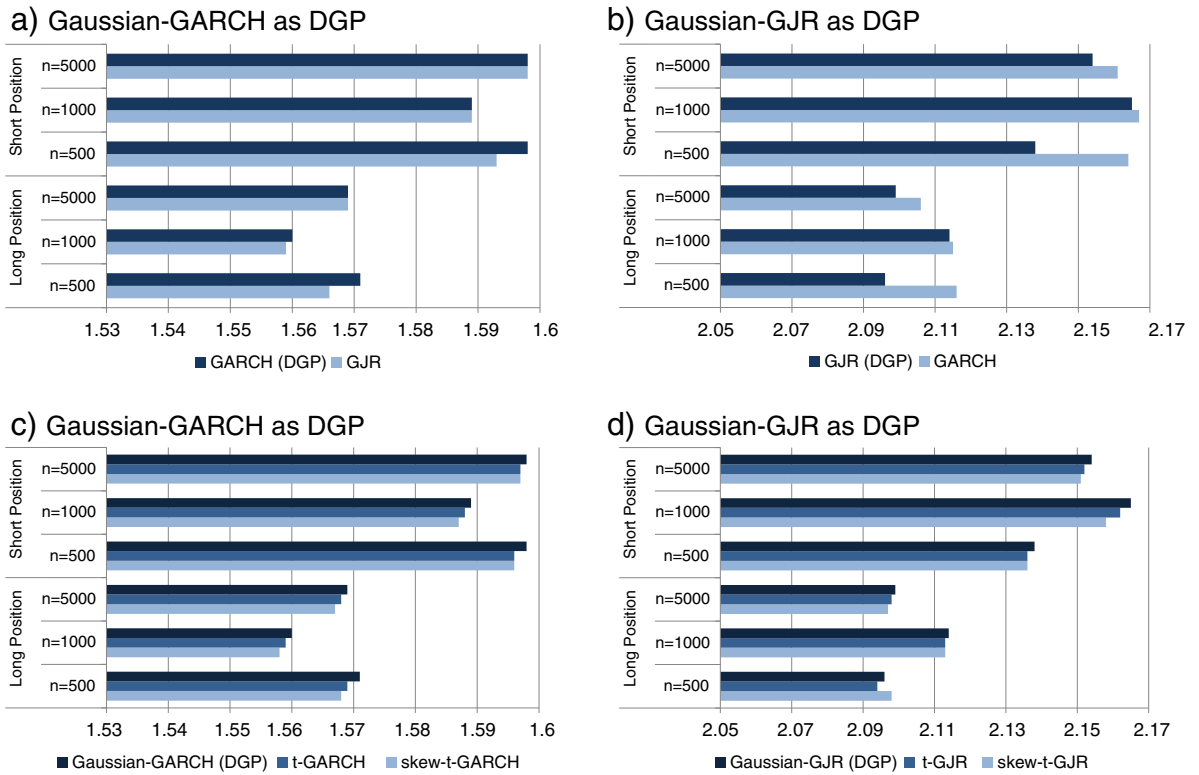 a) Gaussian-GARCH as DGP
Short Position
n=5000
n=1000
n=500
Long Position
n=5000
n=1000
n=500
1.53 1.54 1.55 1.56 1.57 1.58 1.59 1.6
GARCH (DGP) GJR
b) Gaussian-GJR as DGP
Short Position
n=5000
n=1000
n=500
Long Position
n=5000
n=1000
n=500
2.05 2.07 2.09 2.11 2.13 2.15 2.17
GJR (DGP) GARCH
c) Gaussian-GARCH as DGP
Short Position
n=5000
n=1000
n=500
Long Position
n=5000
n=1000
n=500
1.53 1.54 1.55 1.56 1.57 1.58 1.59 1.6
Gaussian-GARCH (DGP) t-GARCH skew-t-GARCH
d) Gaussian-GJR as DGP
Short Position
n=5000
n=1000
n=500
Long Position
n=5000
n=1000
n=500
2.05 2.07 2.09 2.11 2.13 2.15 2.17
Gaussian-GJR (DGP) t-GJR skew-t-GJR